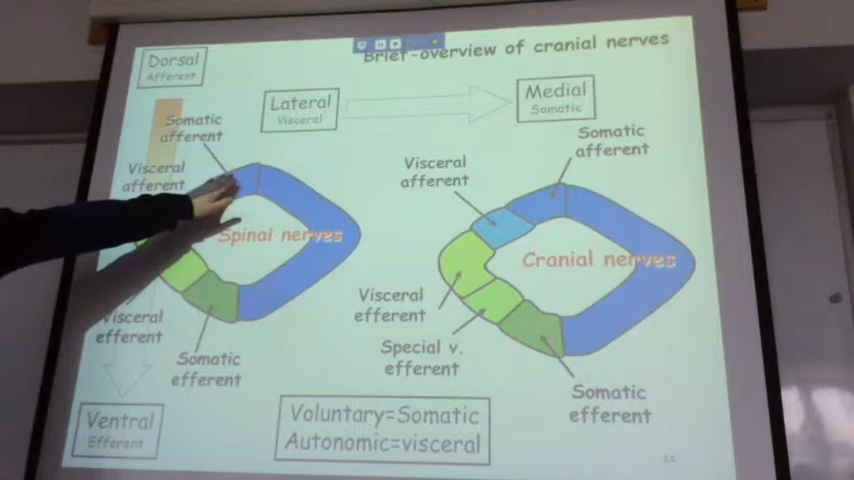 Brief-overview of cranial nerves
Dorsal
Afferent
Lateral
Visceral
Medial
Somatic
Somatic
afferent
Visceral
afferent
Spinal nerves
Visceral
efferent
Somatic
efferent
Ventral
Efferent
Visceral
afferent
Somatic
afferent
Cranial nerves
Visceral
efferent
Special v.
efferent
Somatic
efferent
Voluntary=Somatic
Autonomic=visceral